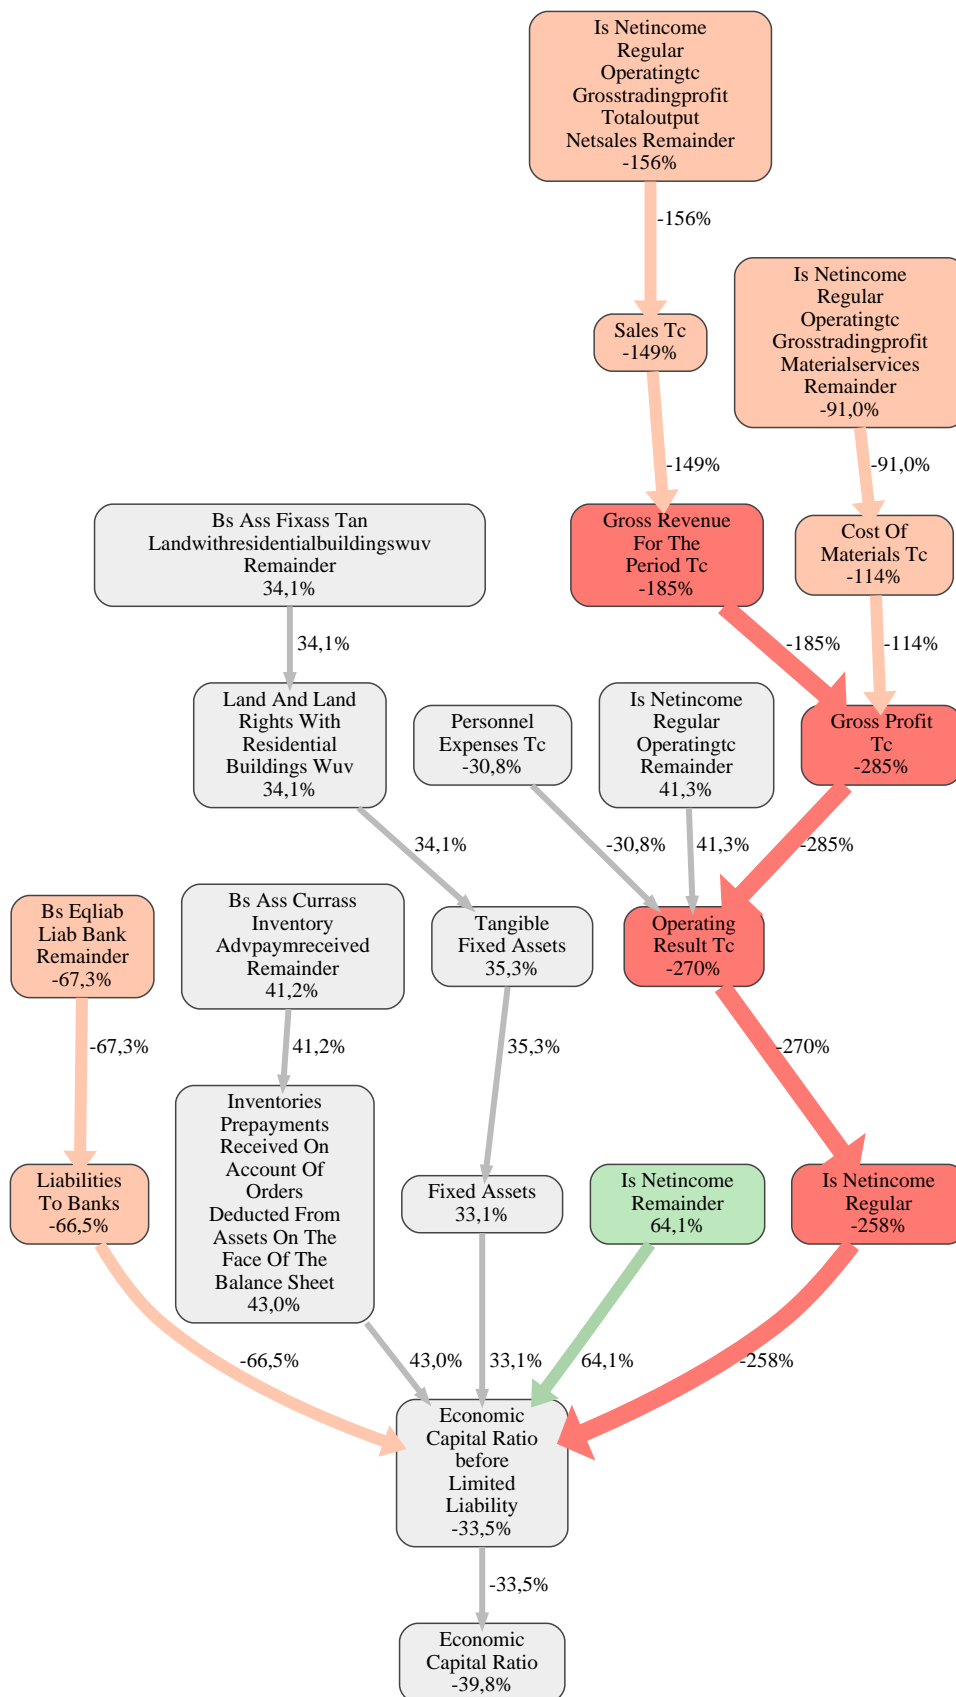 Is Netincome
Regular
Operatingtc
Grosstradingprofit
Totaloutput
Netsales Remainder
-156%
-156%
Is Netincome
Regular
Operatingtc
Grosstradingprofit
Materialservices
Remainder
-91,0%
Sales Tc
-149%
-149%
-91,0%
Bs Ass Fixass Tan
Landwithresidentialbuildingswuv
Remainder
34,1%
Gross Revenue
For The
Period Tc
-185%
Cost Of
Materials Tc
-114%
34,1%
-185%
-114%
Land And Land
Rights With
Residential
Buildings Wuv
34,1%
Personnel
Expenses Tc
-30,8%
Is Netincome
Regular
Operatingtc
Remainder
41,3%
Gross Profit
Tc
-285%
34,1%
-30,8%
41,3%
-285%
Bs Eqliab
Liab Bank
Remainder
-67,3%
Bs Ass Currass
Inventory
Advpaymreceived
Remainder
41,2%
Tangible
Fixed Assets
35,3%
Operating
Result Tc
-270%
-67,3%
41,2%
35,3%
-270%
Liabilities
To Banks
-66,5%
Inventories
Prepayments
Received On
Account Of
Orders
Deducted From
Assets On The
Face Of The
Balance Sheet
43,0%
Fixed Assets
33,1%
Is Netincome
Remainder
64,1%
Is Netincome
Regular
-258%
-66,5%
43,0%
33,1%
64,1%
-258%
Economic
Capital Ratio
before
Limited
Liability
-33,5%
-33,5%
Economic
Capital Ratio
-39,8%